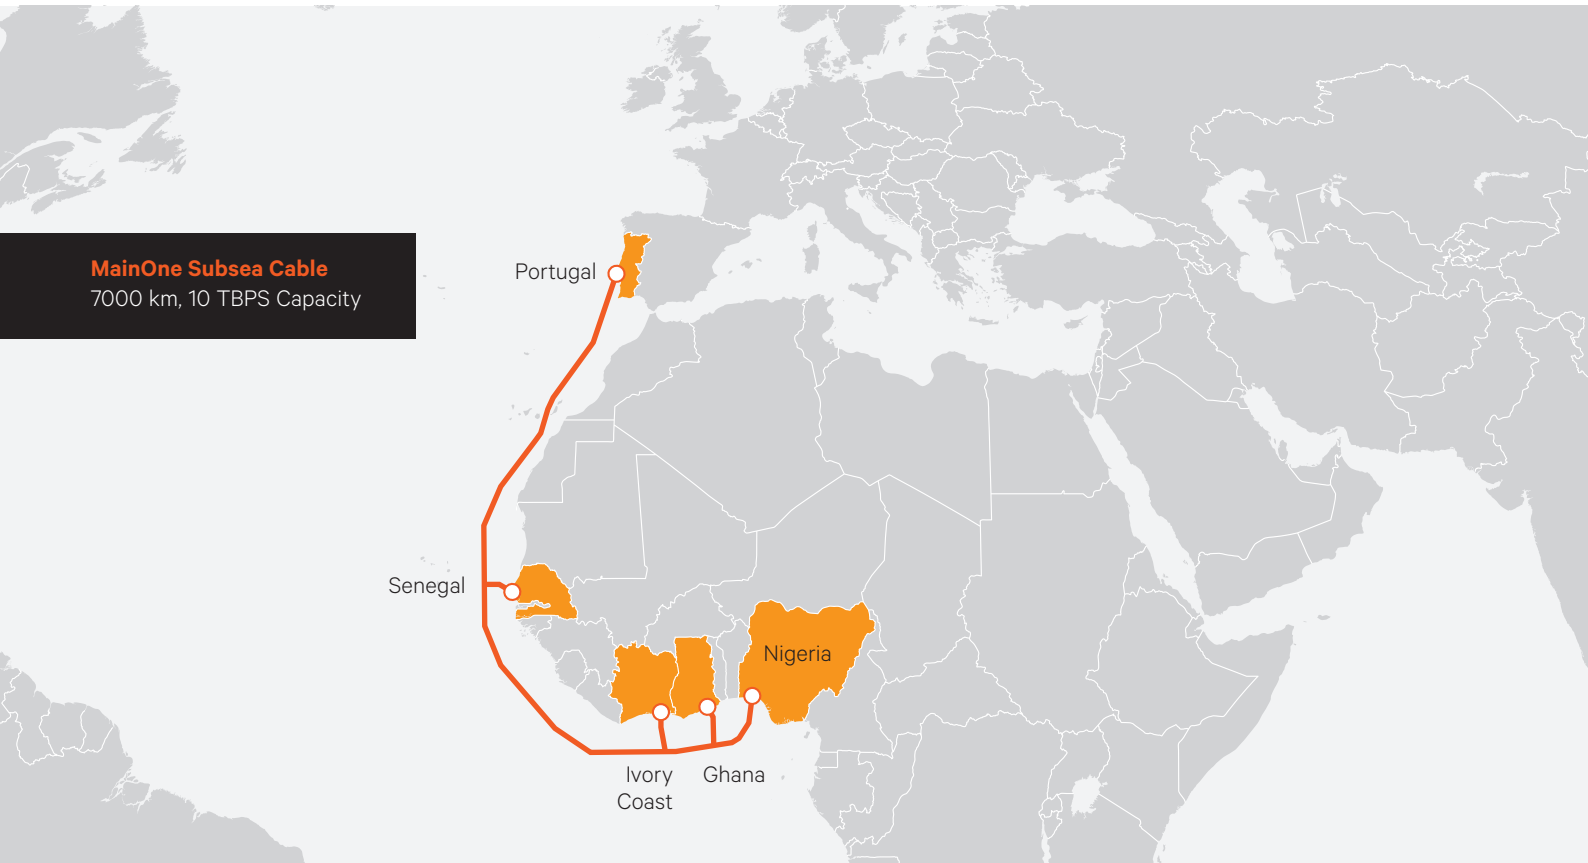 MainOne Subsea Cable
7000 km, 10 TBPS Capacity
Portugal
Senegal
Nigeria
Ivory
Coast
Ghana